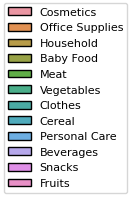 Cosmetics
Office Supplies
Household
Baby Food
Meat
Vegetables
Clothes
Cereal
Personal Care
Beverages
Snacks
Fruits